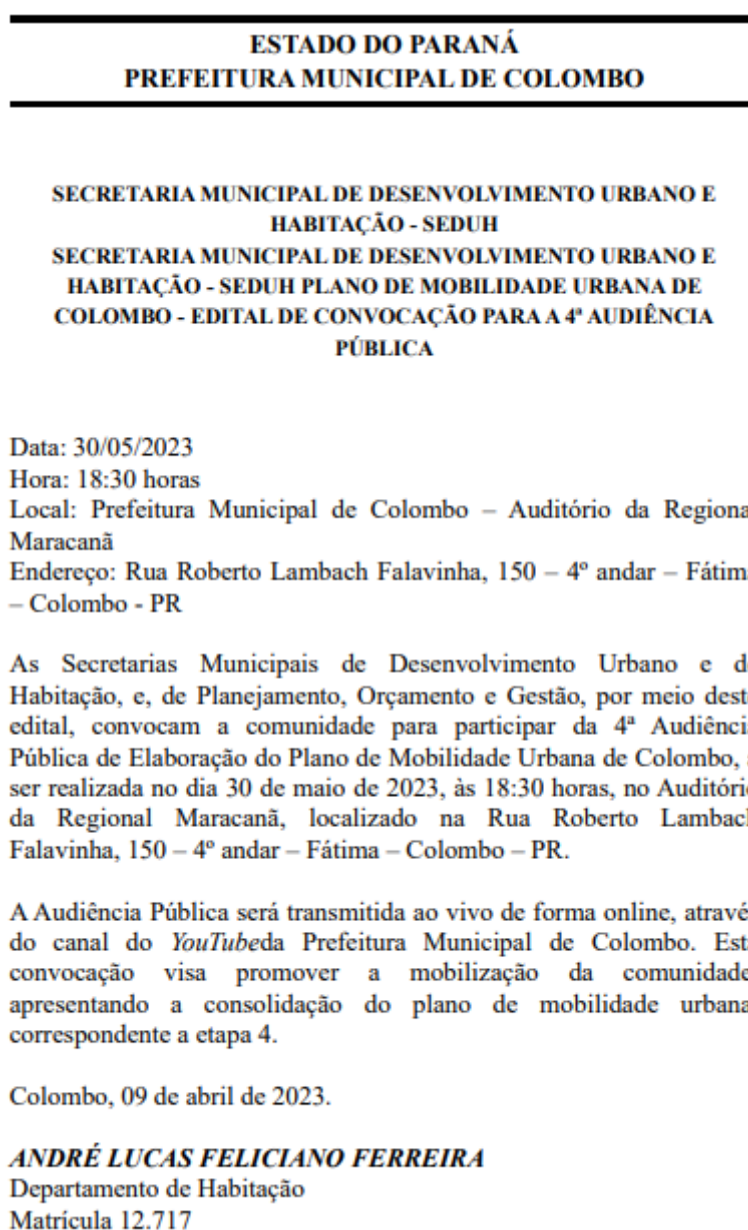 ESTADO DO PARANÁ
PREFEITURA MUNICIPAL DE COLOMBO
SECRETARIA MUNICIPAL DE DESENVOLVIMENTO URBANO E
HABITAÇÃO - SEDUH
SECRETARIA MUNICIPAL DE DESENVOLVIMENTO URBANO E
HABITAÇÃO - SEDUH PLANO DE MOBILIDADE URBANA DE
COLOMBO - EDITAL DE CONVOCAÇÃO PARA A 4ª AUDIÊNCIA
PÚBLICA
Data: 30/05/2023
Hora: 18:30 horas
Local: Prefeitura Municipal de Colombo – Auditório da Regional
Maracanã
Endereço: Rua Roberto Lambach Falavinha, 150 – 4º andar – Fátima
– Colombo - PR
As Secretarias Municipais de Desenvolvimento Urbano e de
Habitação, e, de Planejamento, Orçamento e Gestão, por meio deste
edital, convocam a comunidade para participar da 4ª Audiência
Pública de Elaboração do Plano de Mobilidade Urbana de Colombo, a
ser realizada no dia 30 de maio de 2023, às 18:30 horas, no Auditório
da Regional Maracanã, localizado na Rua Roberto Lambach
Falavinha, 150 – 4º andar – Fátima – Colombo – PR.
A Audiência Pública será transmitida ao vivo de forma online, através
do canal do YouTubeda Prefeitura Municipal de Colombo. Esta
convocação visa promover a mobilização da comunidade
apresentando a consolidação do plano de mobilidade urbana
correspondente a etapa 4.
Colombo, 09 de abril de 2023.
ANDRÉ LUCAS FELICIANO FERREIRA
Departamento de Habitação
Matrícula 12.717